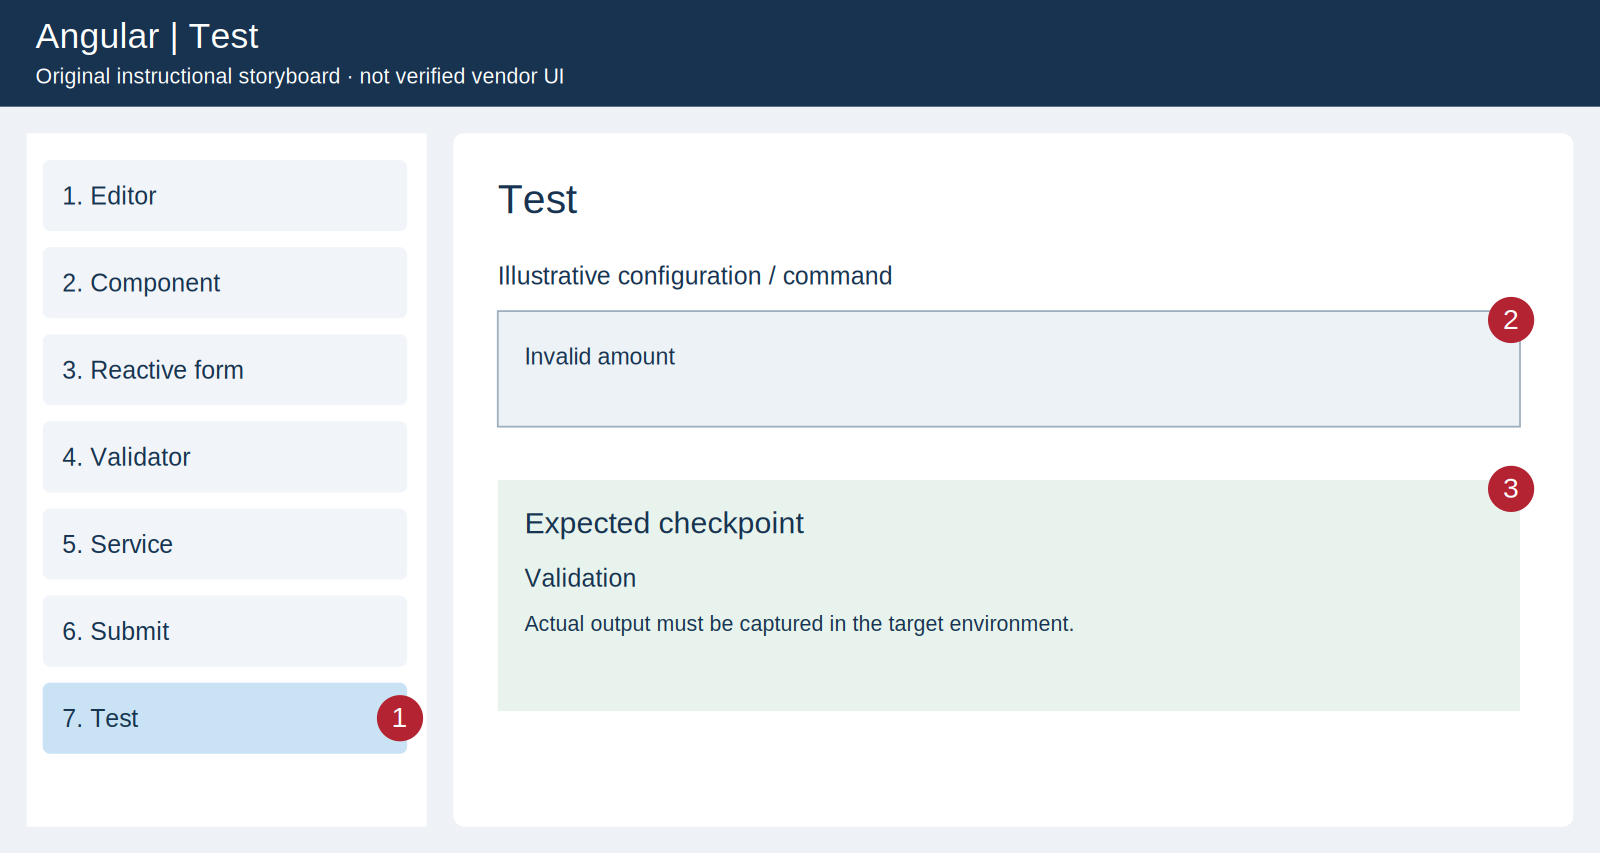 Angular | Test
Original instructional storyboard · not verified vendor UI
1. Editor
2. Component
3. Reactive form
4. Validator
5. Service
6. Submit
7. Test
1
Test
Illustrative configuration / command
2
Invalid amount
3
Expected checkpoint
Validation
Actual output must be captured in the target environment.